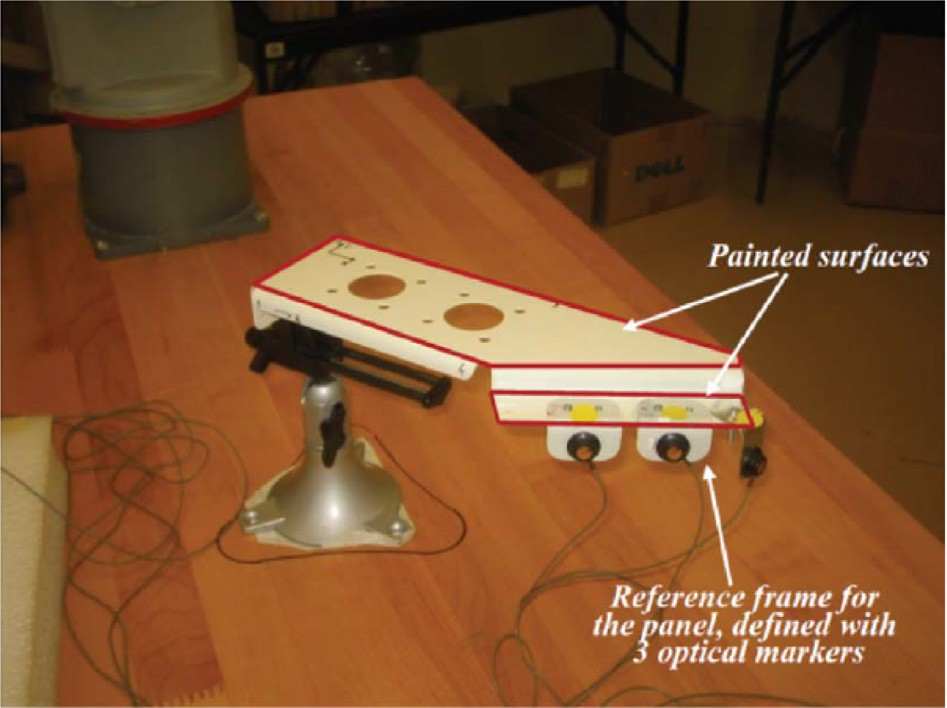 DELL
Painted surfaces
Reference frame for
the panel, defined with
3 optical markers